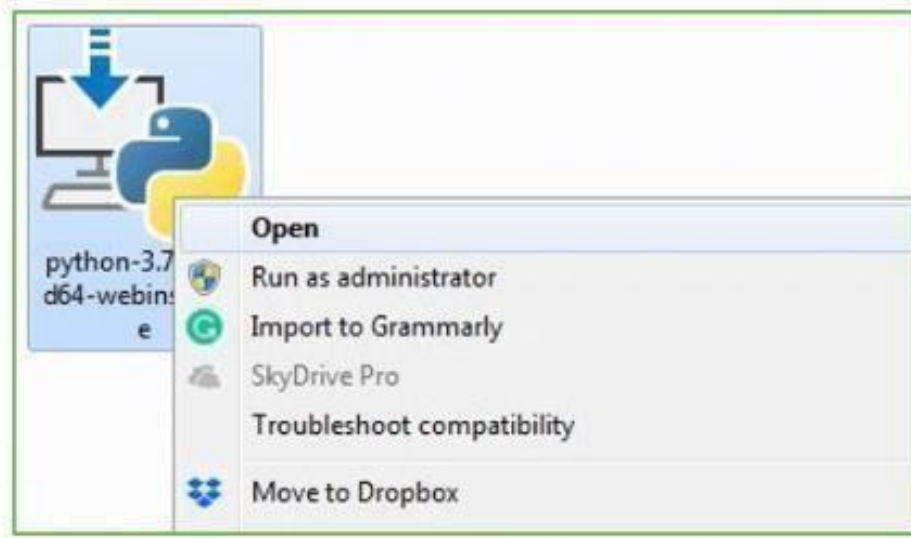 python-3.7
d64-webins
e
Open
Run as administrator
Import to Grammarly
SkyDrive Pro
Troubleshoot compatibility
Move to Dropbox